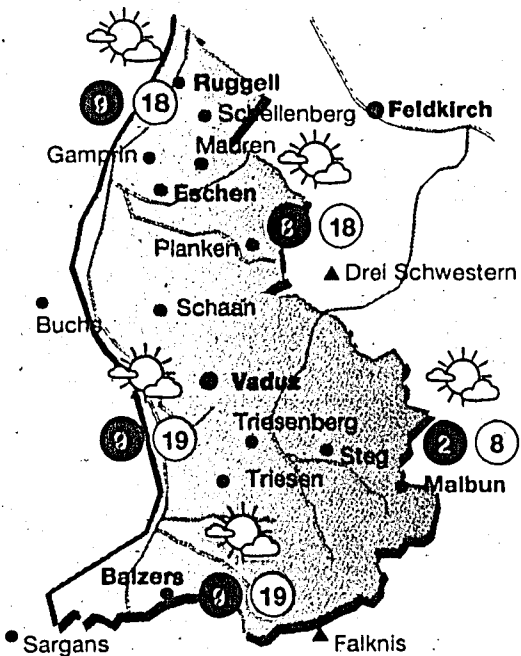 Ruggell
18
Schellenberg
Feldkirch
Gamprin
Mauren
Eschen
18
Planken
Drei Schwestern
Schaan
Buchs
Vaduz
Triesenberg
19
Steg
2
8
Triesen
Malbun
Balzers
19
Sargans
Falknis